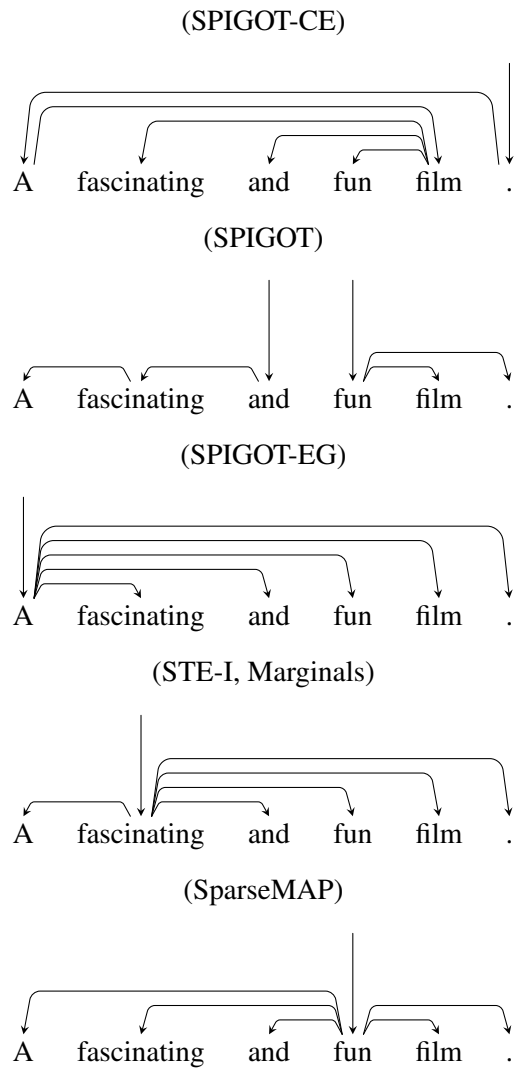 (SPIGOT-CE)
A fascinating and fun film .
(SPIGOT)
A fascinating and fun film .
(SPIGOT-EG)
A fascinating and fun film .
(STE-I, Marginals)
A fascinating and fun film .
(SparseMAP)
A fascinating and fun film .